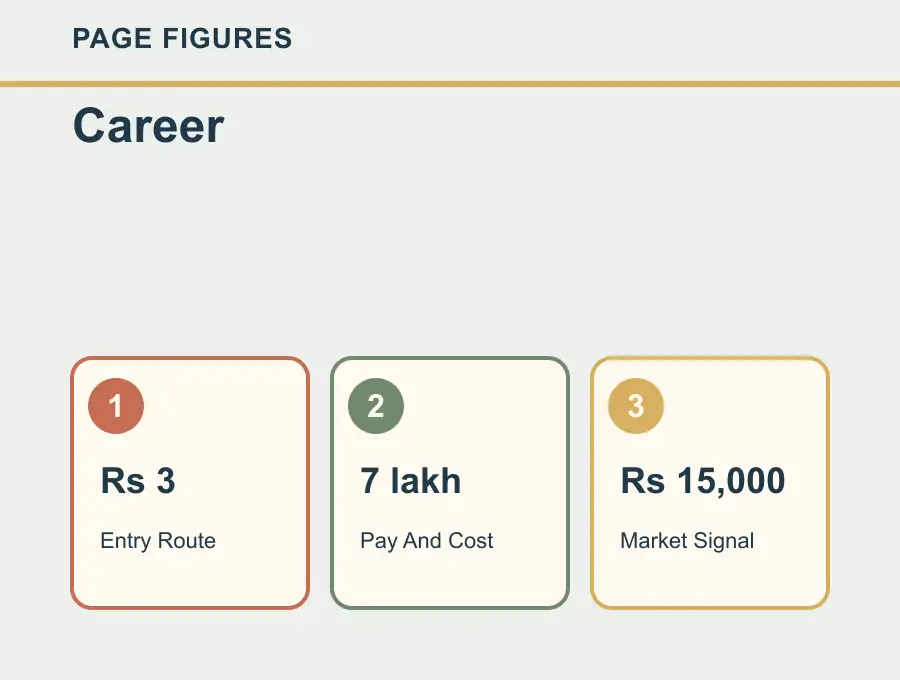 PAGE FIGURES
Career
1
Rs 3
Entry Route
2
7 lakh
Pay And Cost
3
Rs 15,000
Market Signal